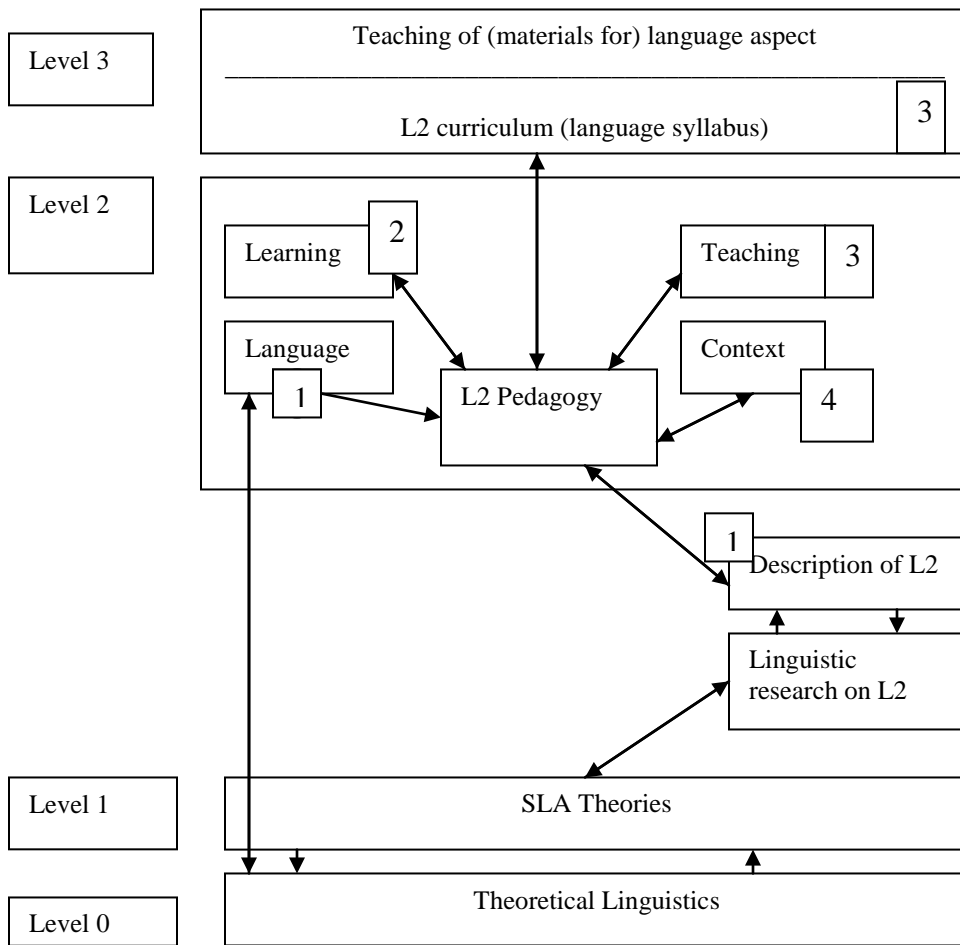 Level 3
Teaching of (materials for) language aspect
L2 curriculum (language syllabus)
3
Level 2
Learning
2
Teaching
3
Language
1
Context
4
L2 Pedagogy
1
Description of L2
Linguistic
research on L2
Level 1
SLA Theories
Level 0
Theoretical Linguistics